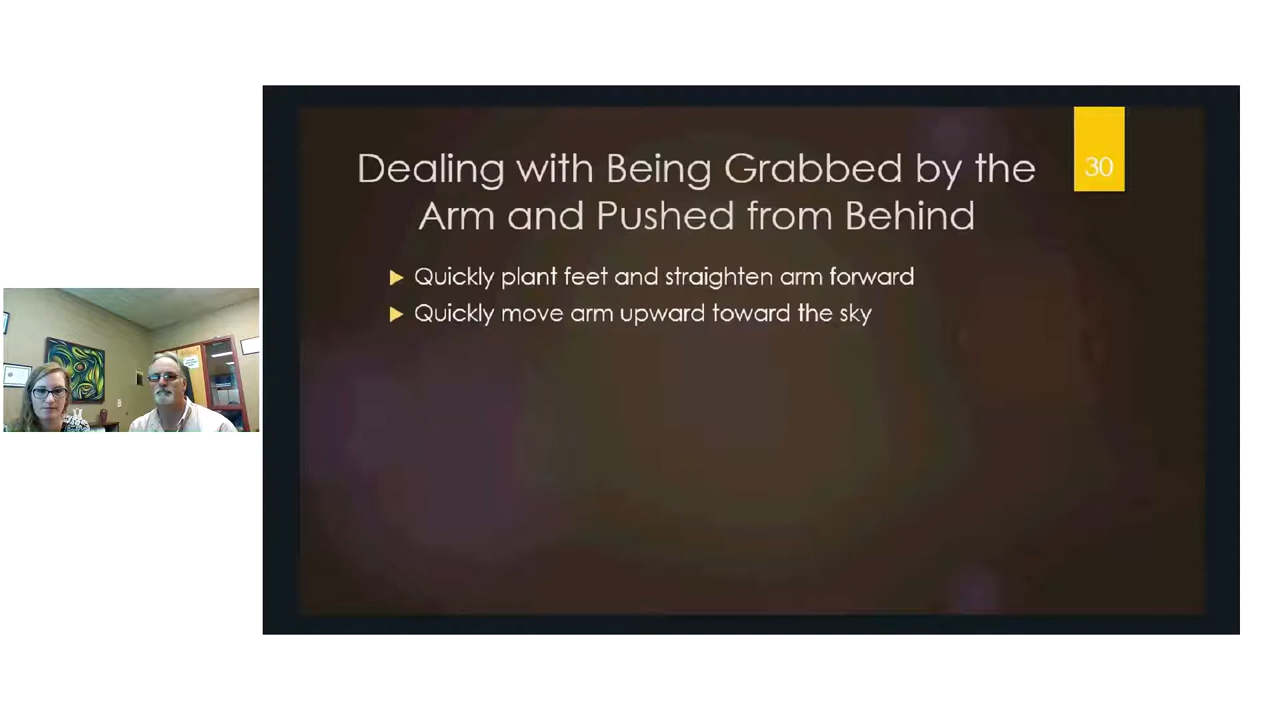 Dealing with Being Grabbed by the
Arm and Pushed from Behind
30
Quickly plant feet and straighten arm forward
Quickly move arm upward toward the sky